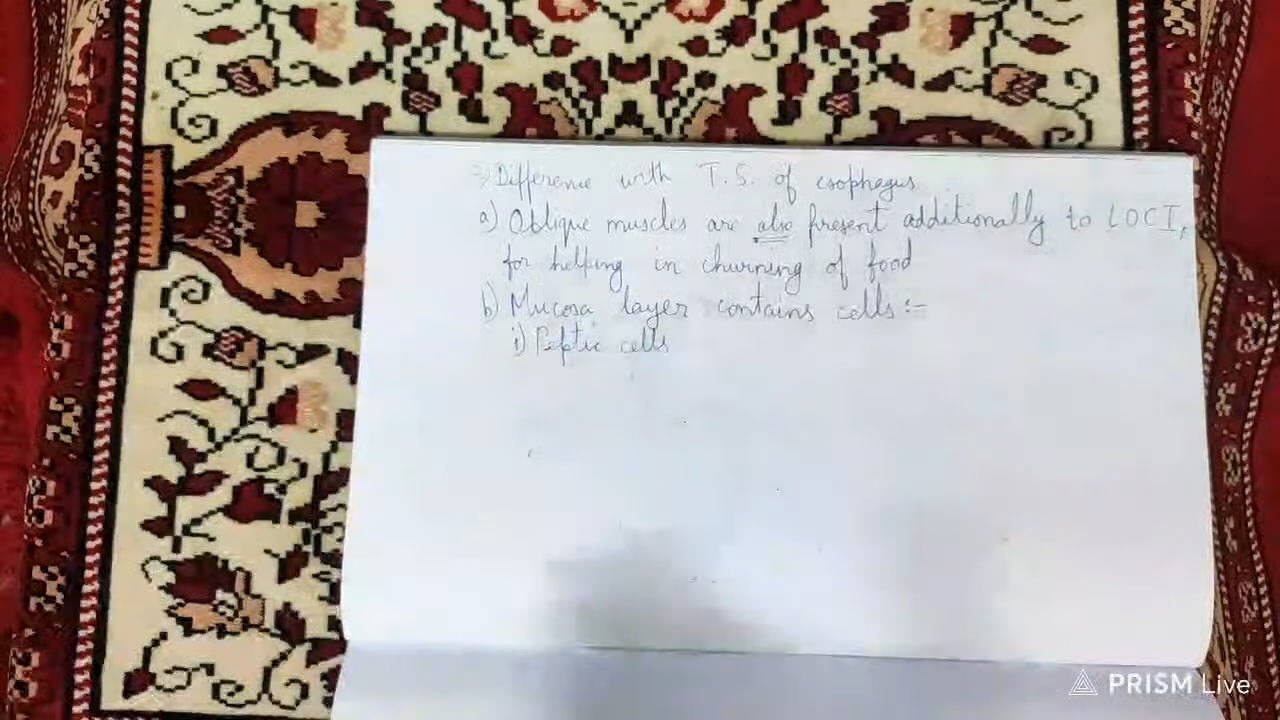 ⇒ Difference with T.S. of esophagus
a) Oblique muscles are also present additionally to LOCI,
for helping in churning of food
b) Mucosa layer contains cells :-
i) Peptic cells
PRISM Live